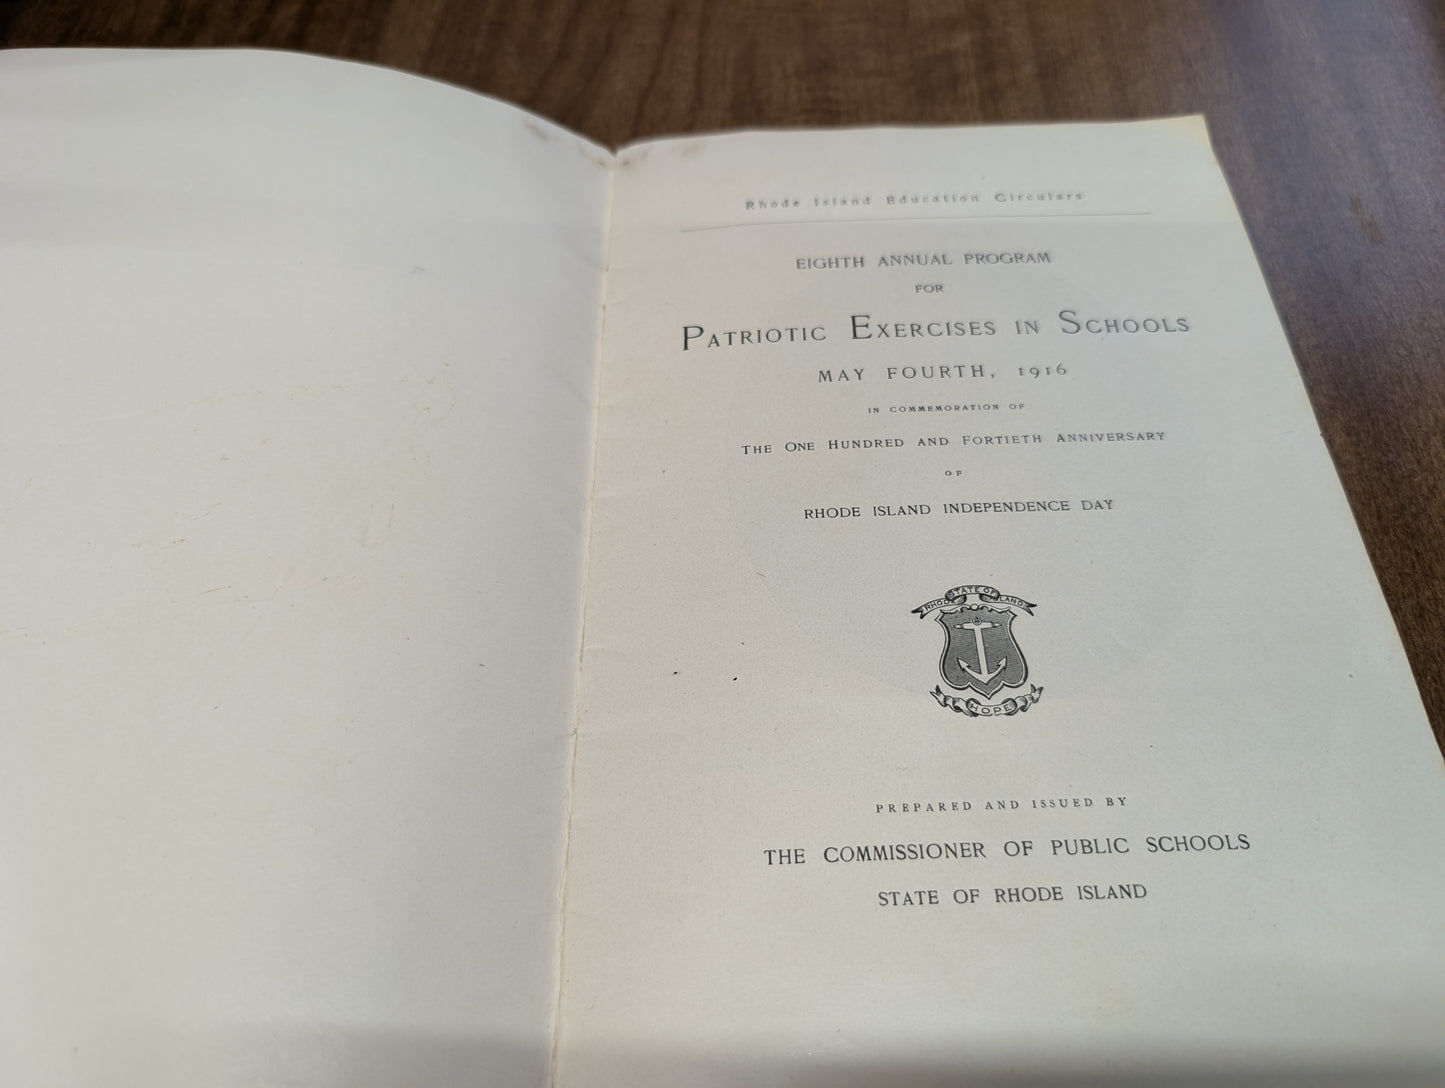 Rhode Island Education Circulars
EIGHTH ANNUAL PROGRAM
FOR
PATRIOTIC EXERCISES IN SCHOOLS
MAY FOURTH, 1916
IN COMMEMORATION OF
THE ONE HUNDRED AND FORTIETH ANNIVERSARY
OF
RHODE ISLAND INDEPENDENCE DAY
STATE OF
RHODE ISLAND
HOPE
PREPARED AND ISSUED BY
THE COMMISSIONER OF PUBLIC SCHOOLS
STATE OF RHODE ISLAND